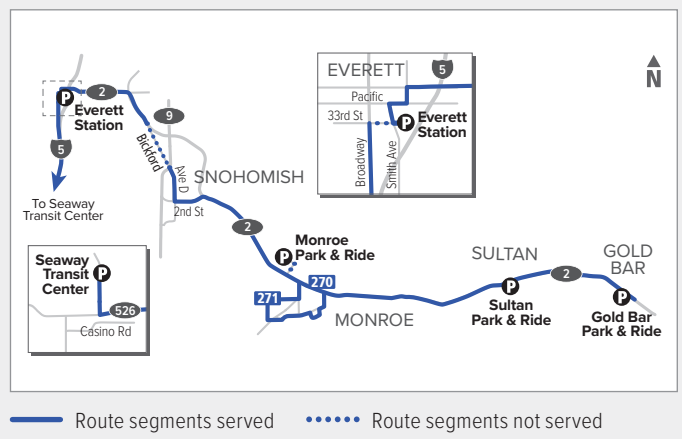 EVERETT
5
Pacific
33rd St
P
Everett
Station
Broadway
Smith Ave
N
2
P
Everett
Station
9
Bickford
5
Ave D
SNOHOMISH
To Seaway
Transit Center
2nd St
2
Monroe
P
Park & Ride
Seaway
Transit
Center
P
526
Casino Rd
270
271
MONROE
SULTAN
GOLD
BAR
2
P
Sultan
Park & Ride
P
Gold Bar
Park & Ride
Route segments served
Route segments not served